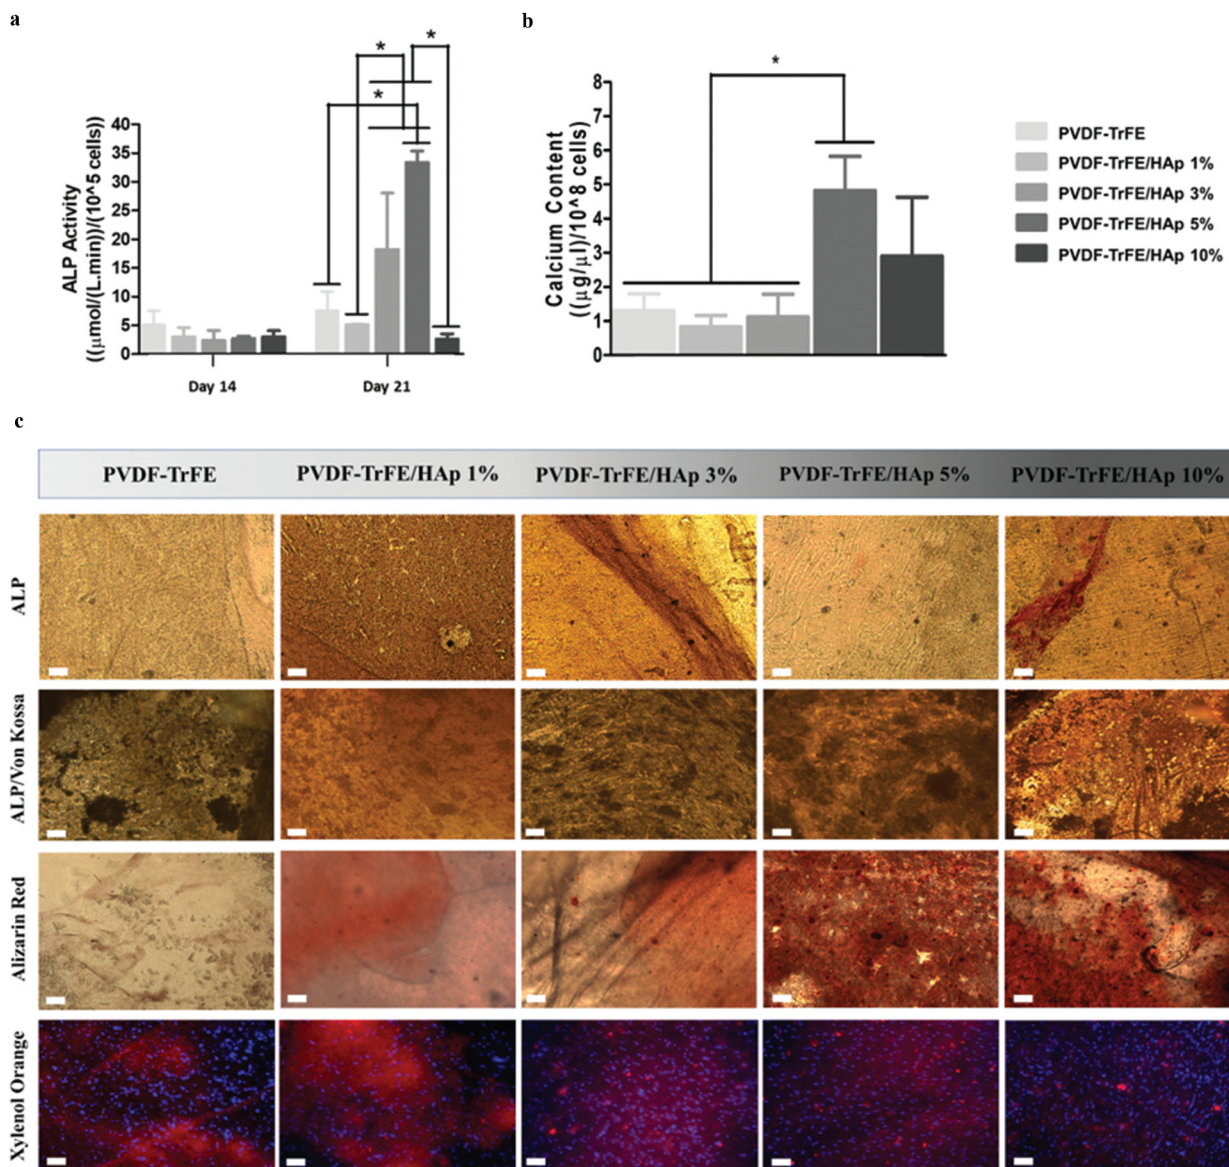 a
b
*
*
*
ALP Activity
((µmol/(L.min))/(10^5 cells))
40
35
30
25
20
15
10
5
0
Day 14
Day 21
*
Calcium Content
((µg/µl)/10^8 cells)
8
7
6
5
4
3
2
1
0
PVDF-TrFE
PVDF-TrFE/HAp 1%
PVDF-TrFE/HAp 3%
PVDF-TrFE/HAp 5%
PVDF-TrFE/HAp 10%
c
PVDF-TrFE
PVDF-TrFE/HAp 1%
PVDF-TrFE/HAp 3%
PVDF-TrFE/HAp 5%
PVDF-TrFE/HAp 10%
ALP
ALP/Von Kossa
Alizarin Red
Xylenol Orange